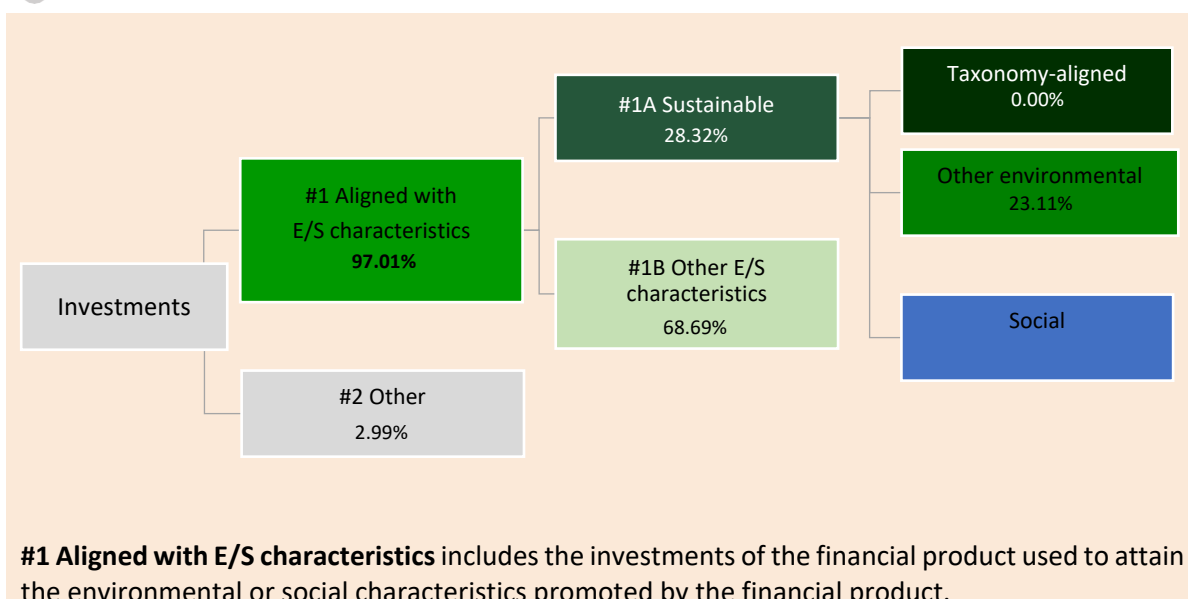 Investments
#1 Aligned with
E/S characteristics
97.01%
#2 Other
2.99%
#1A Sustainable
28.32%
#1B Other E/S
characteristics
68.69%
Taxonomy-aligned
0.00%
Other environmental
23.11%
Social
#1 Aligned with E/S characteristics includes the investments of the financial product used to attain
the environmental or social characteristics promoted by the financial product.